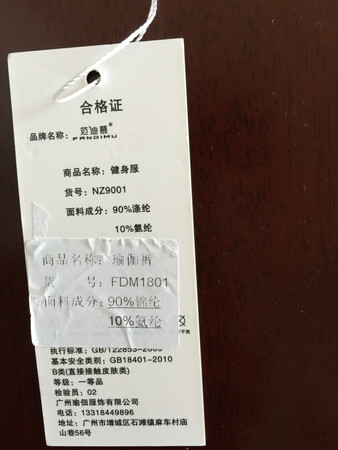 合格证
品牌名称：范迪慕®
FANDIMU
商品名称：健身服
货号：NZ9001
面料成分：90%涤纶
10%氨纶
商品名称：瑜伽裤
货 号：FDM1801
面料成分：90%锦纶
10%氨纶
执行标准：GB/T22853-2009
基本安全类别：GB18401-2010
B类(直接接触皮肤类)
等级：一等品
检验员：02
广州瑜佃服饰有限公司
电话：13318449896
地址：广州市增城区石滩镇麻车村庙
山巷56号